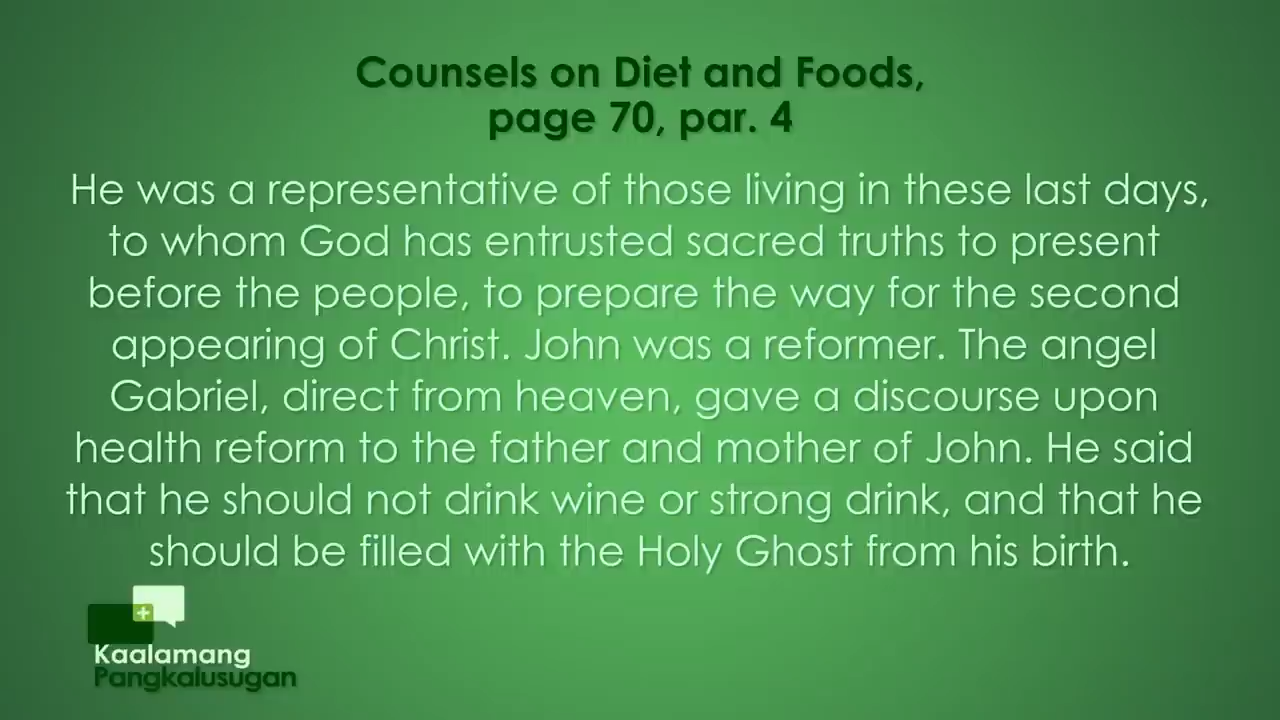 Counsels on Diet and Foods,
page 70, par. 4
He was a representative of those living in these last days,
to whom God has entrusted sacred truths to present
before the people, to prepare the way for the second
appearing of Christ. John was a reformer. The angel
Gabriel, direct from heaven, gave a discourse upon
health reform to the father and mother of John. He said
that he should not drink wine or strong drink, and that he
should be filled with the Holy Ghost from his birth.
Kaalamang
Pangkalusugan